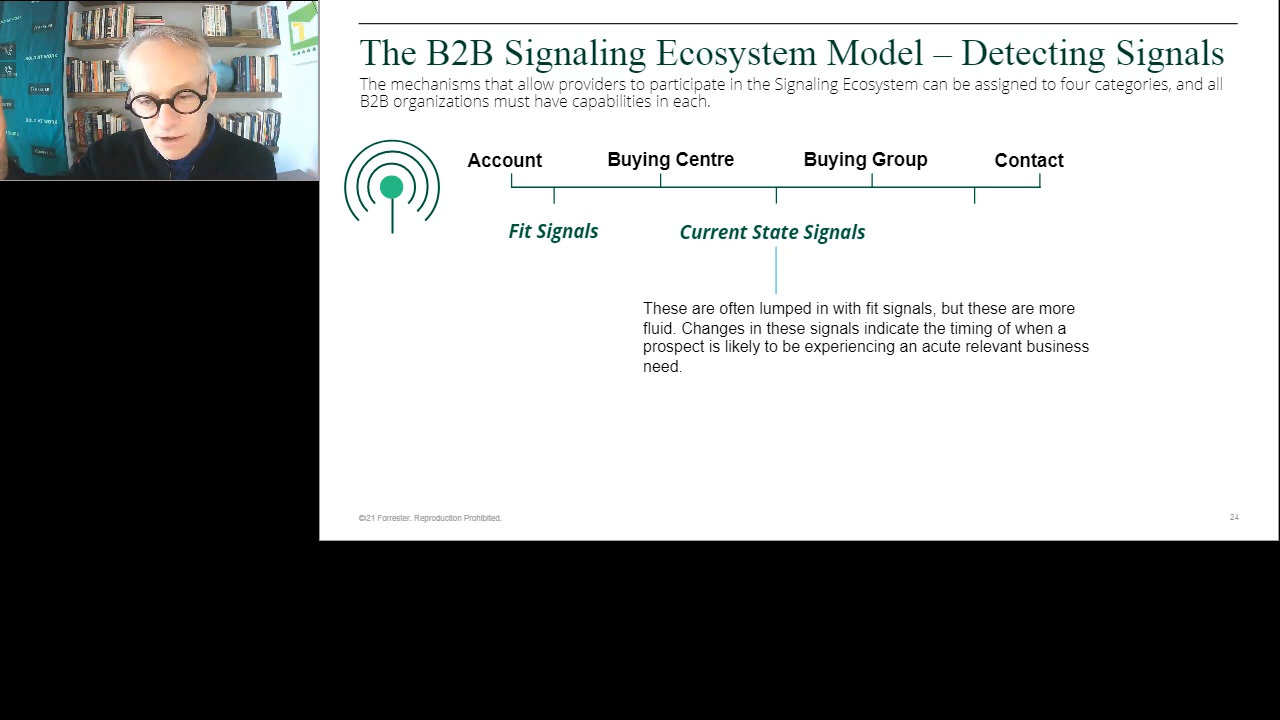 The B2B Signaling Ecosystem Model – Detecting Signals
The mechanisms that allow providers to participate in the Signaling Ecosystem can be assigned to four categories, and all
B2B organizations must have capabilities in each.
Account
Buying Centre
Buying Group
Contact
Fit Signals
Current State Signals
These are often lumped in with fit signals, but these are more
fluid. Changes in these signals indicate the timing of when a
prospect is likely to be experiencing an acute relevant business
need.
©21 Forrester. Reproduction Prohibited.
24